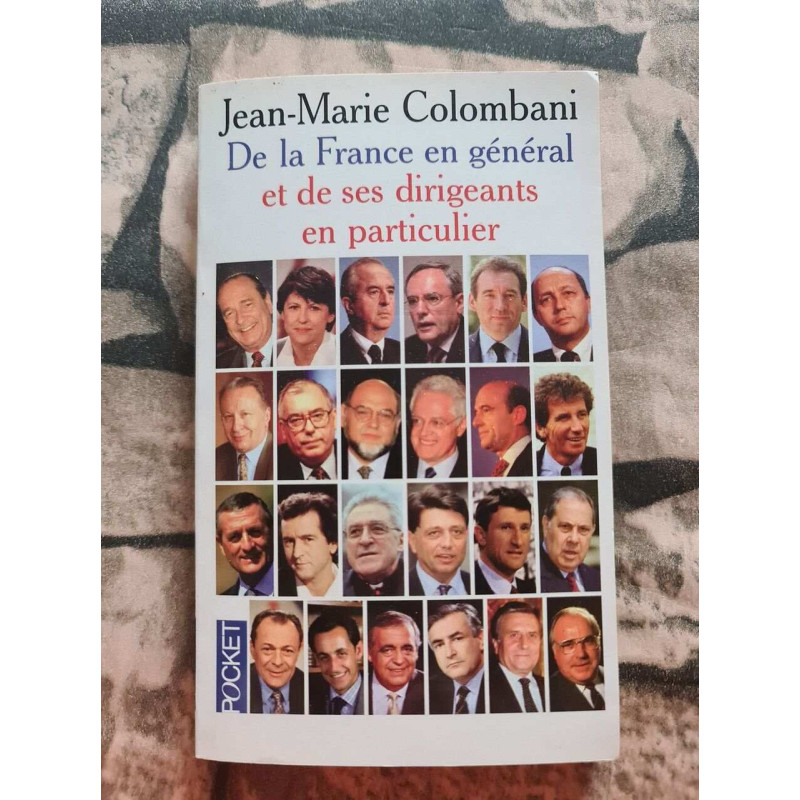 Jean-Marie Colombani
De la France en général
et de ses dirigeants
en particulier
POCKET